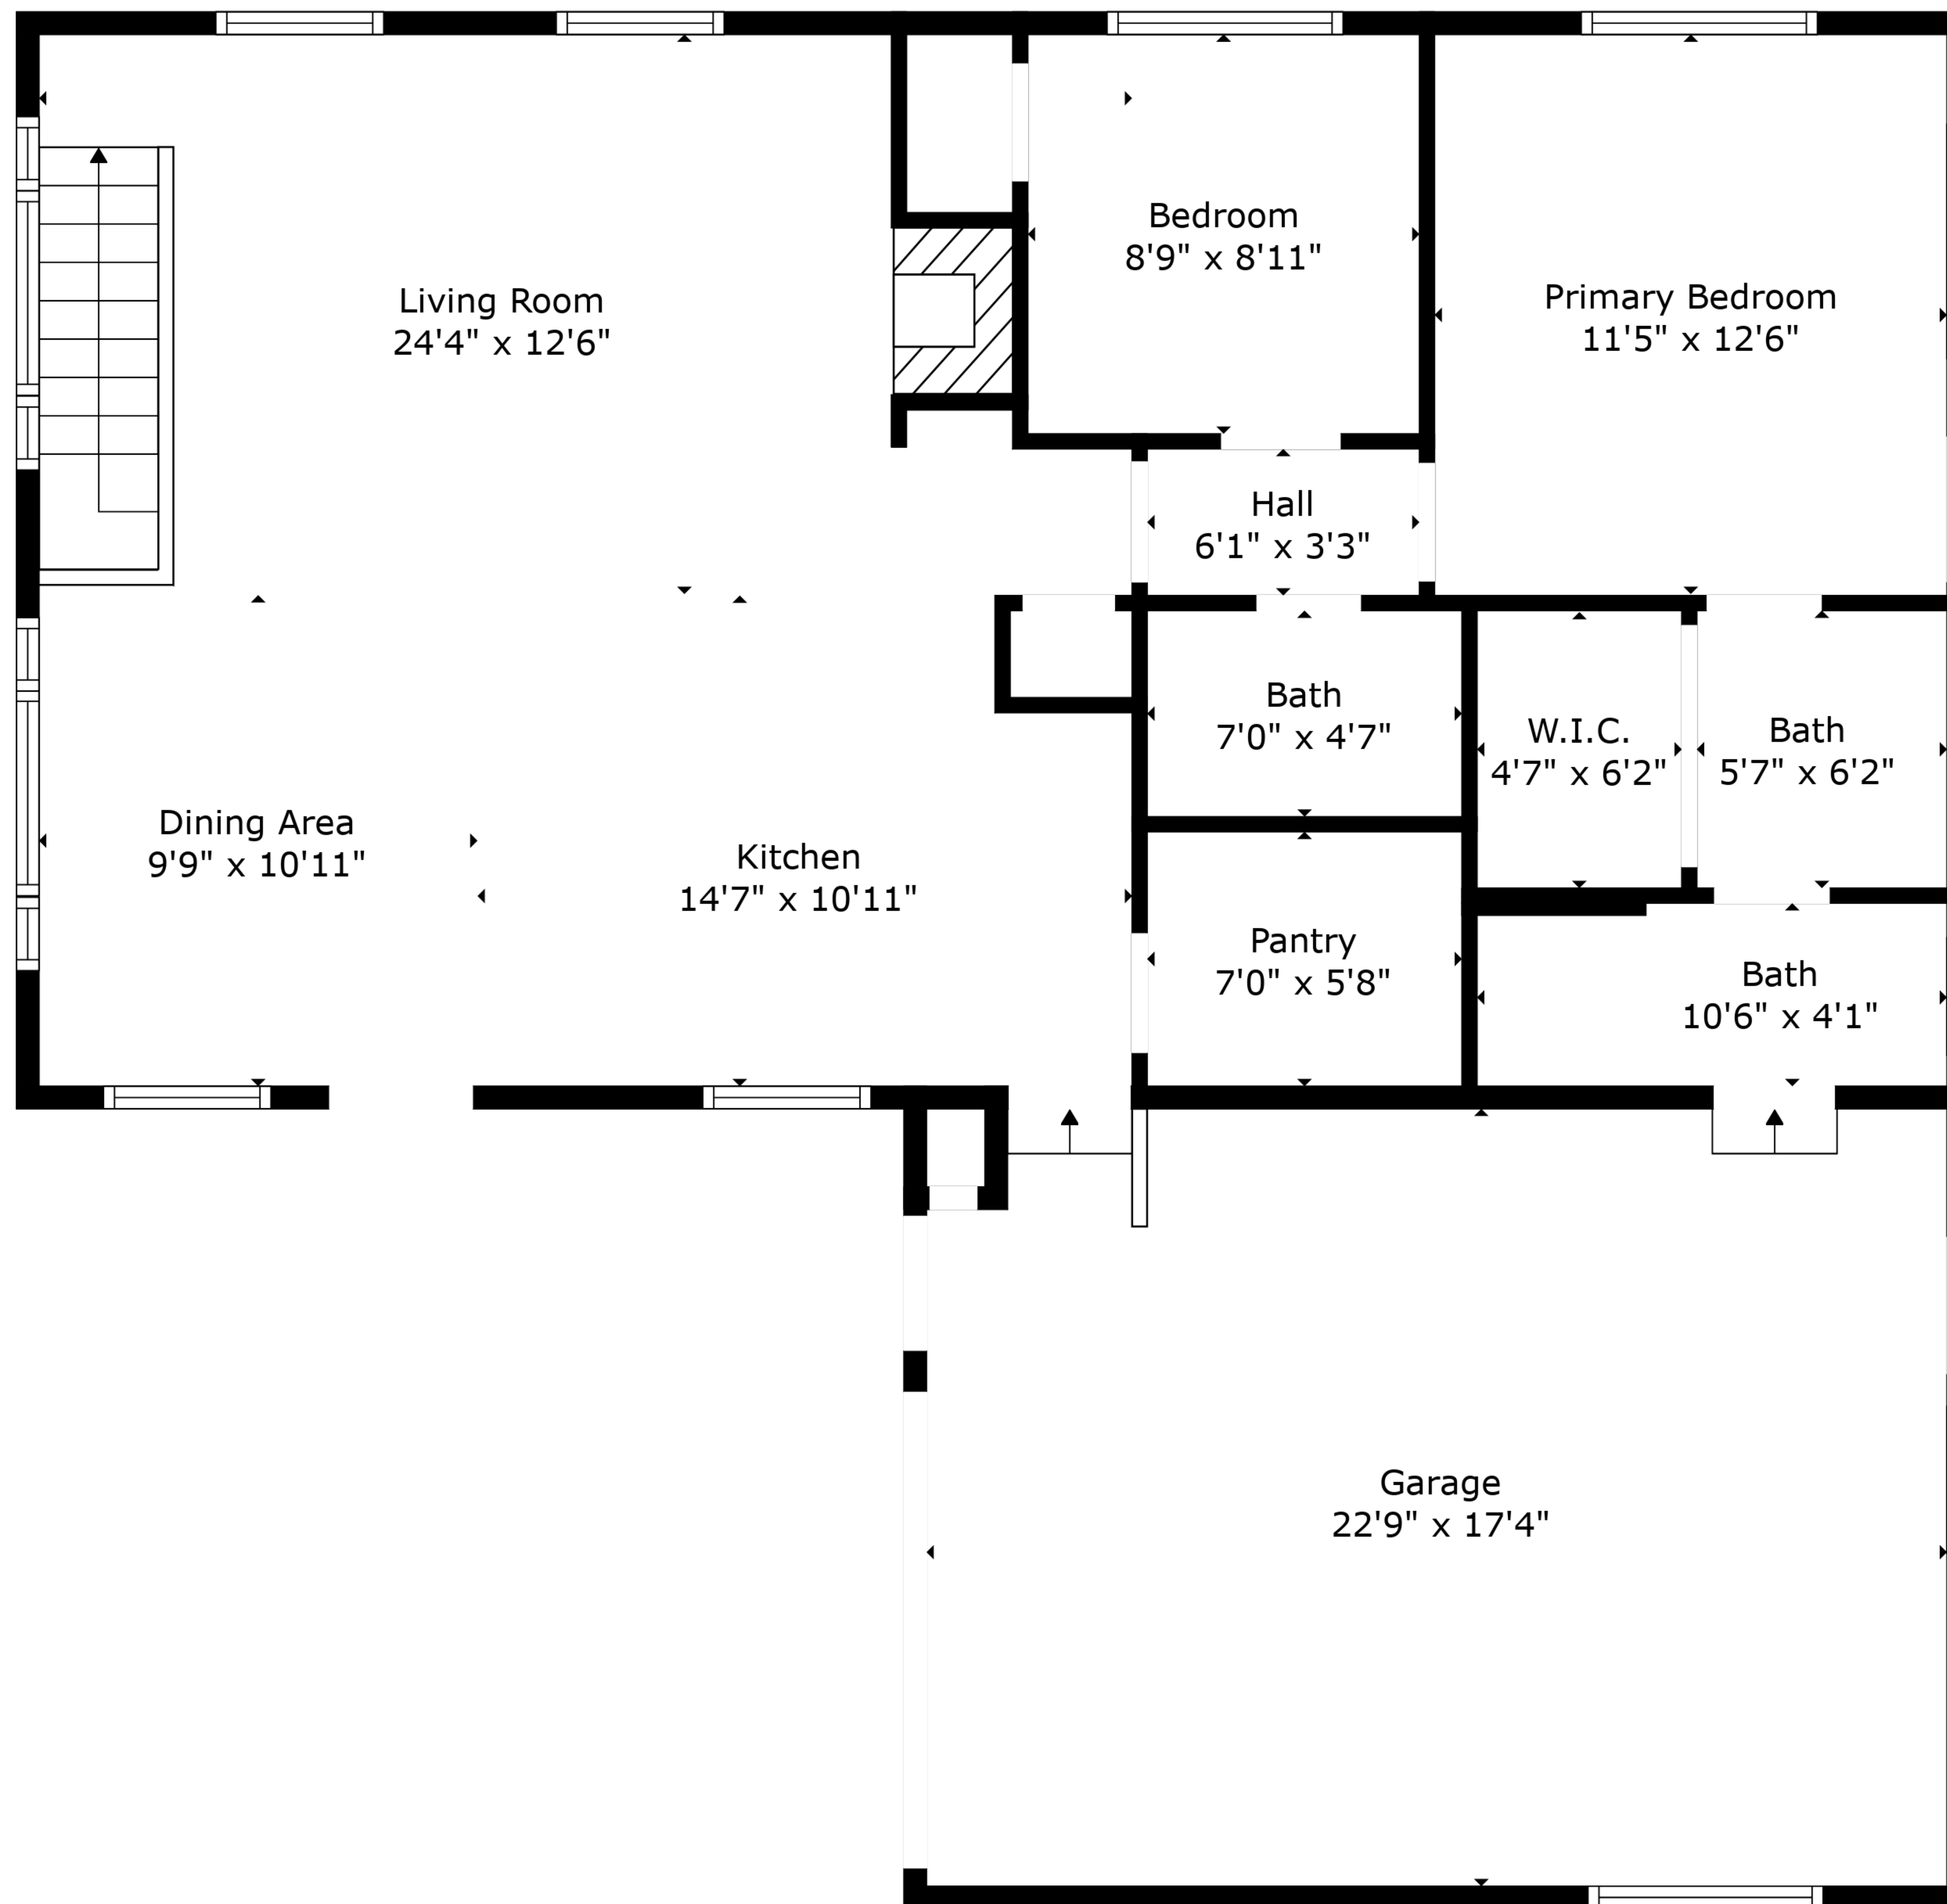 Bedroom
8'9" x 8'11"
Living Room
24'4" x 12'6"
Primary Bedroom
11'5" x 12'6"
Hall
6'1" x 3'3"
Bath
7'0" x 4'7"
W.I.C.
4'7" x 6'2"
Bath
5'7" x 6'2"
Dining Area
9'9" x 10'11"
Kitchen
14'7" x 10'11"
Pantry
7'0" x 5'8"
Bath
10'6" x 4'1"
Garage
22'9" x 17'4"